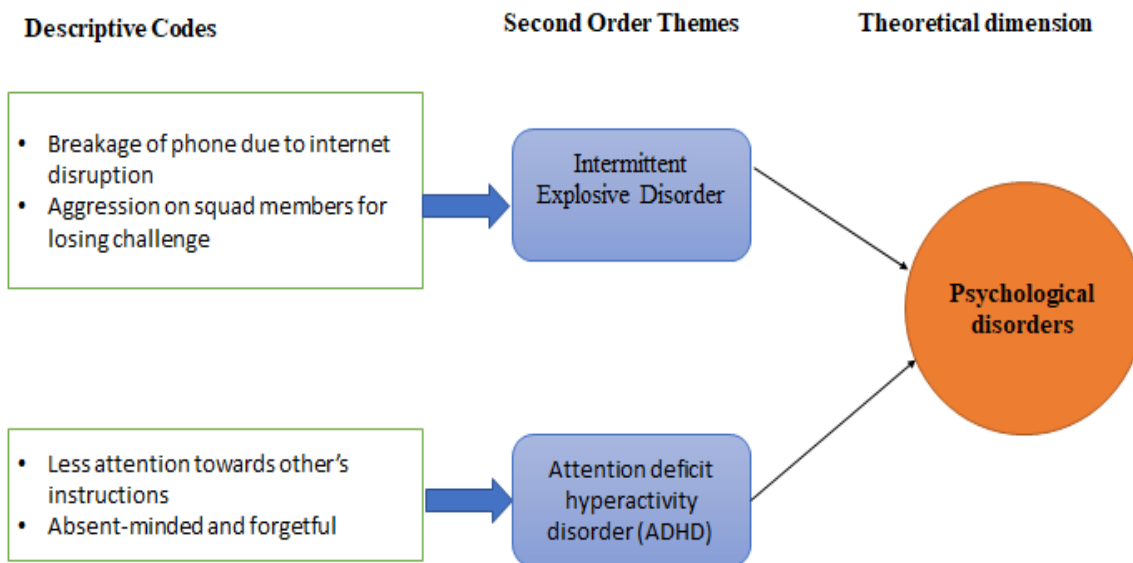 Descriptive Codes
Second Order Themes
Theoretical dimension
• Breakage of phone due to internet
disruption
• Aggression on squad members for
losing challenge
Intermittent
Explosive Disorder
Psychological
disorders
• Less attention towards other’s
instructions
• Absent-minded and forgetful
Attention deficit
hyperactivity
disorder (ADHD)